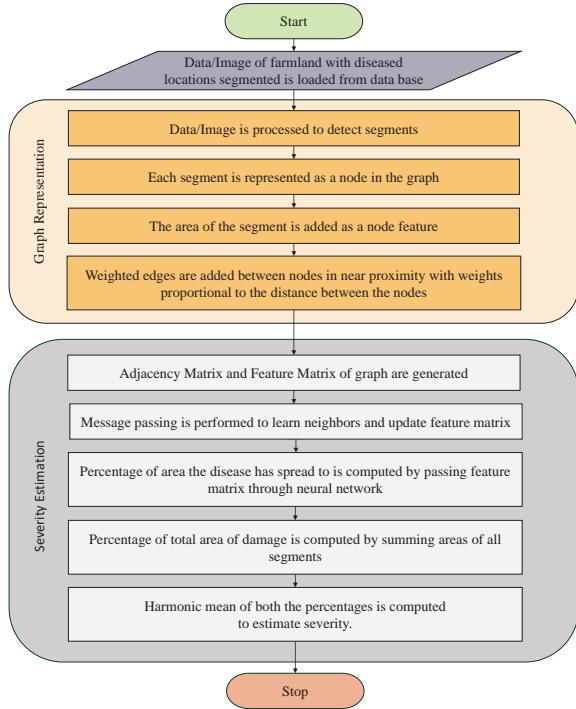 Start
Data/Image of farmland with diseased
locations segmented is loaded from data base
Graph Representation
Data/Image is processed to detect segments
Each segment is represented as a node in the graph
The area of the segment is added as a node feature
Weighted edges are added between nodes in near proximity with weights
proportional to the distance between the nodes
Severity Estimation
Adjacency Matrix and Feature Matrix of graph are generated
Message passing is performed to learn neighbors and update feature matrix
Percentage of area the disease has spread to is computed by passing feature
matrix through neural network
Percentage of total area of damage is computed by summing areas of all
segments
Harmonic mean of both the percentages is computed
to estimate severity.
Stop